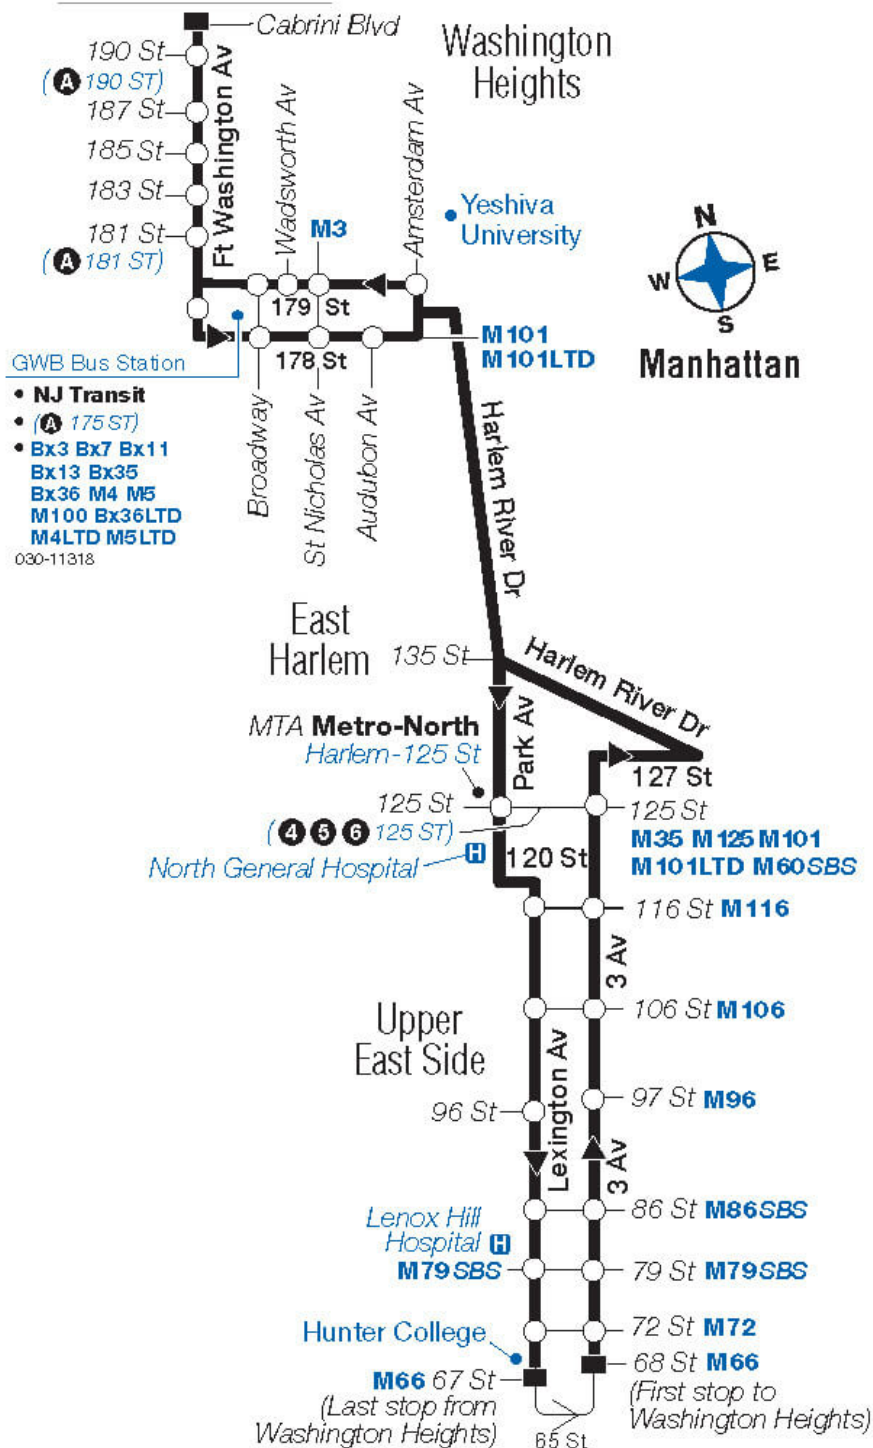 Cabrini Blvd
Washington
Heights
190 St
(A 190 ST)
187 St
185 St
183 St
181 St
(A 181 ST)
Ft Washington Av
Wadsworth Av
M3
Amsterdam Av
Yeshiva
University
N
E
W
S
Manhattan
179 St
178 St
M101
M101LTD
GWB Bus Station
• NJ Transit
• (A 175 ST)
• Bx3 Bx7 Bx11
Bx13 Bx35
Bx36 M4 M5
M100 Bx36LTD
M4LTD M5LTD
030-11318
Broadway
St Nicholas Av
Audubon Av
Harlem River Dr
East
Harlem
135 St
Harlem River Dr
MTA Metro-North
Harlem-125 St
Park Av
127 St
125 St
(4 5 6 125 ST)
125 St
M35 M125 M101
M101LTD M60SBS
North General Hospital H
120 St
116 St M116
3 Av
106 St M106
Upper
East Side
Lexington Av
96 St
97 St M96
3 Av
86 St M86SBS
Lenox Hill
Hospital H
M79SBS
79 St M79SBS
Hunter College
72 St M72
M66 67 St
(Last stop from
Washington Heights)
68 St M66
(First stop to
Washington Heights)
65 St